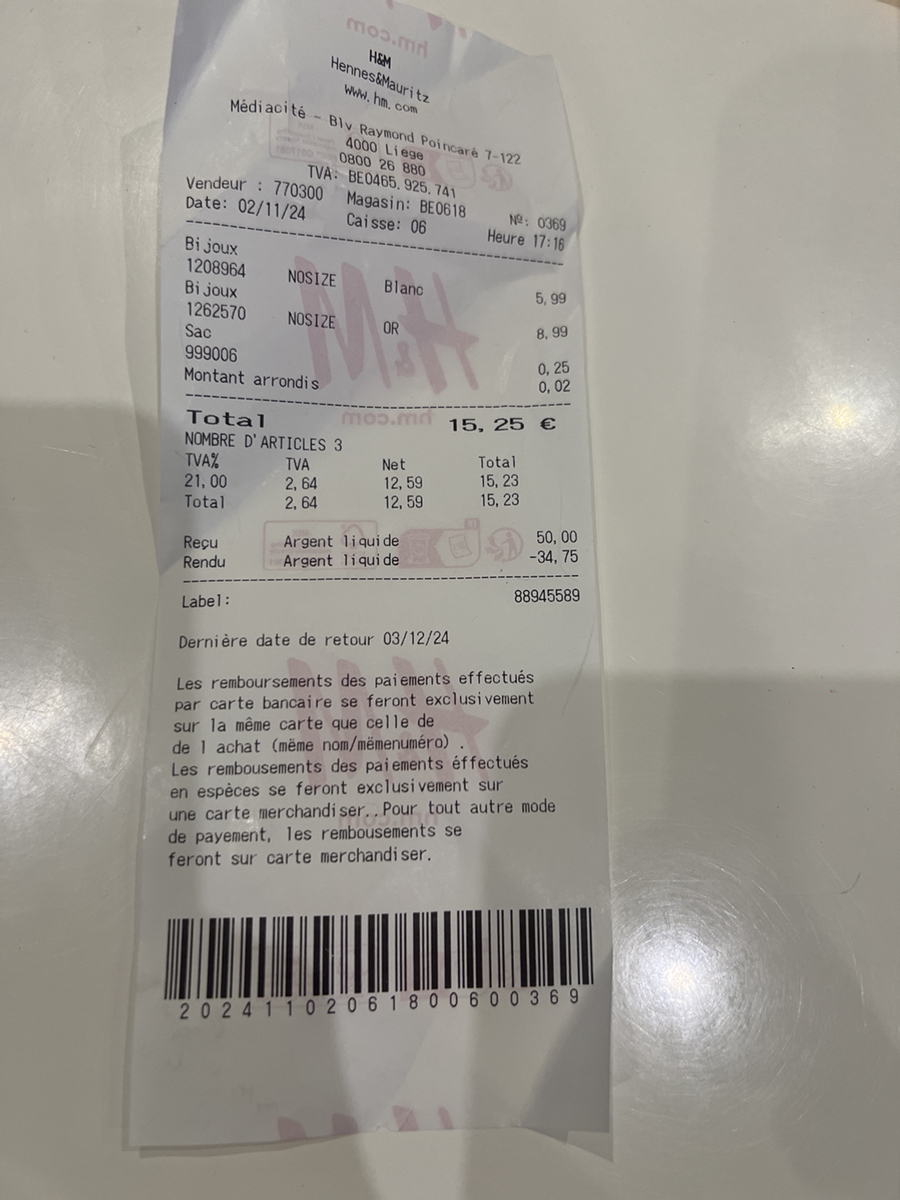 H&M
Hennes&Mauritz
www.hm.com
Médiacité - Blv Raymond Poincaré 7-122
4000 Liege
0800 26 880
TVA: BE0465.925.741
Vendeur : 770300 Magasin: BE0618 Nº: 0369
Date: 02/11/24 Caisse: 06 Heure 17:16
Bijoux
1208964 NOSIZE Blanc 5,99
Bijoux
1262570 NOSIZE OR 8,99
Sac
999006 0,25
Montant arrondis 0,02
Total 15,25 €
NOMBRE D'ARTICLES 3
TVA% TVA Net Total
21,00 2,64 12,59 15,23
Total 2,64 12,59 15,23
Reçu Argent liquide 50,00
Rendu Argent liquide -34,75
Label: 88945589
Dernière date de retour 03/12/24
Les remboursements des paiements effectués
par carte bancaire se feront exclusivement
sur la même carte que celle de
de l achat (mëme nom/mëmenuméro) .
Les rembousements des paiements éffectués
en espèces se feront exclusivement sur
une carte merchandiser..Pour tout autre mode
de payement, les rembousements se
feront sur carte merchandiser.
2024110206180060 0369